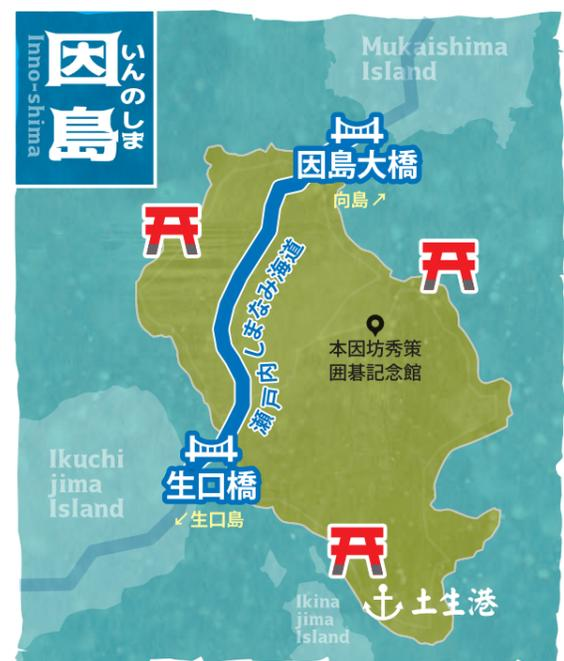 因島
いんのしま
Inno-shima
Mukaishima
Island
因島大橋
向島↗
瀬戸内しまなみ海道
本因坊秀策
囲碁記念館
Ikuchi
jima
Island
生口橋
↙生口島
Ikina
jima
island
土生港